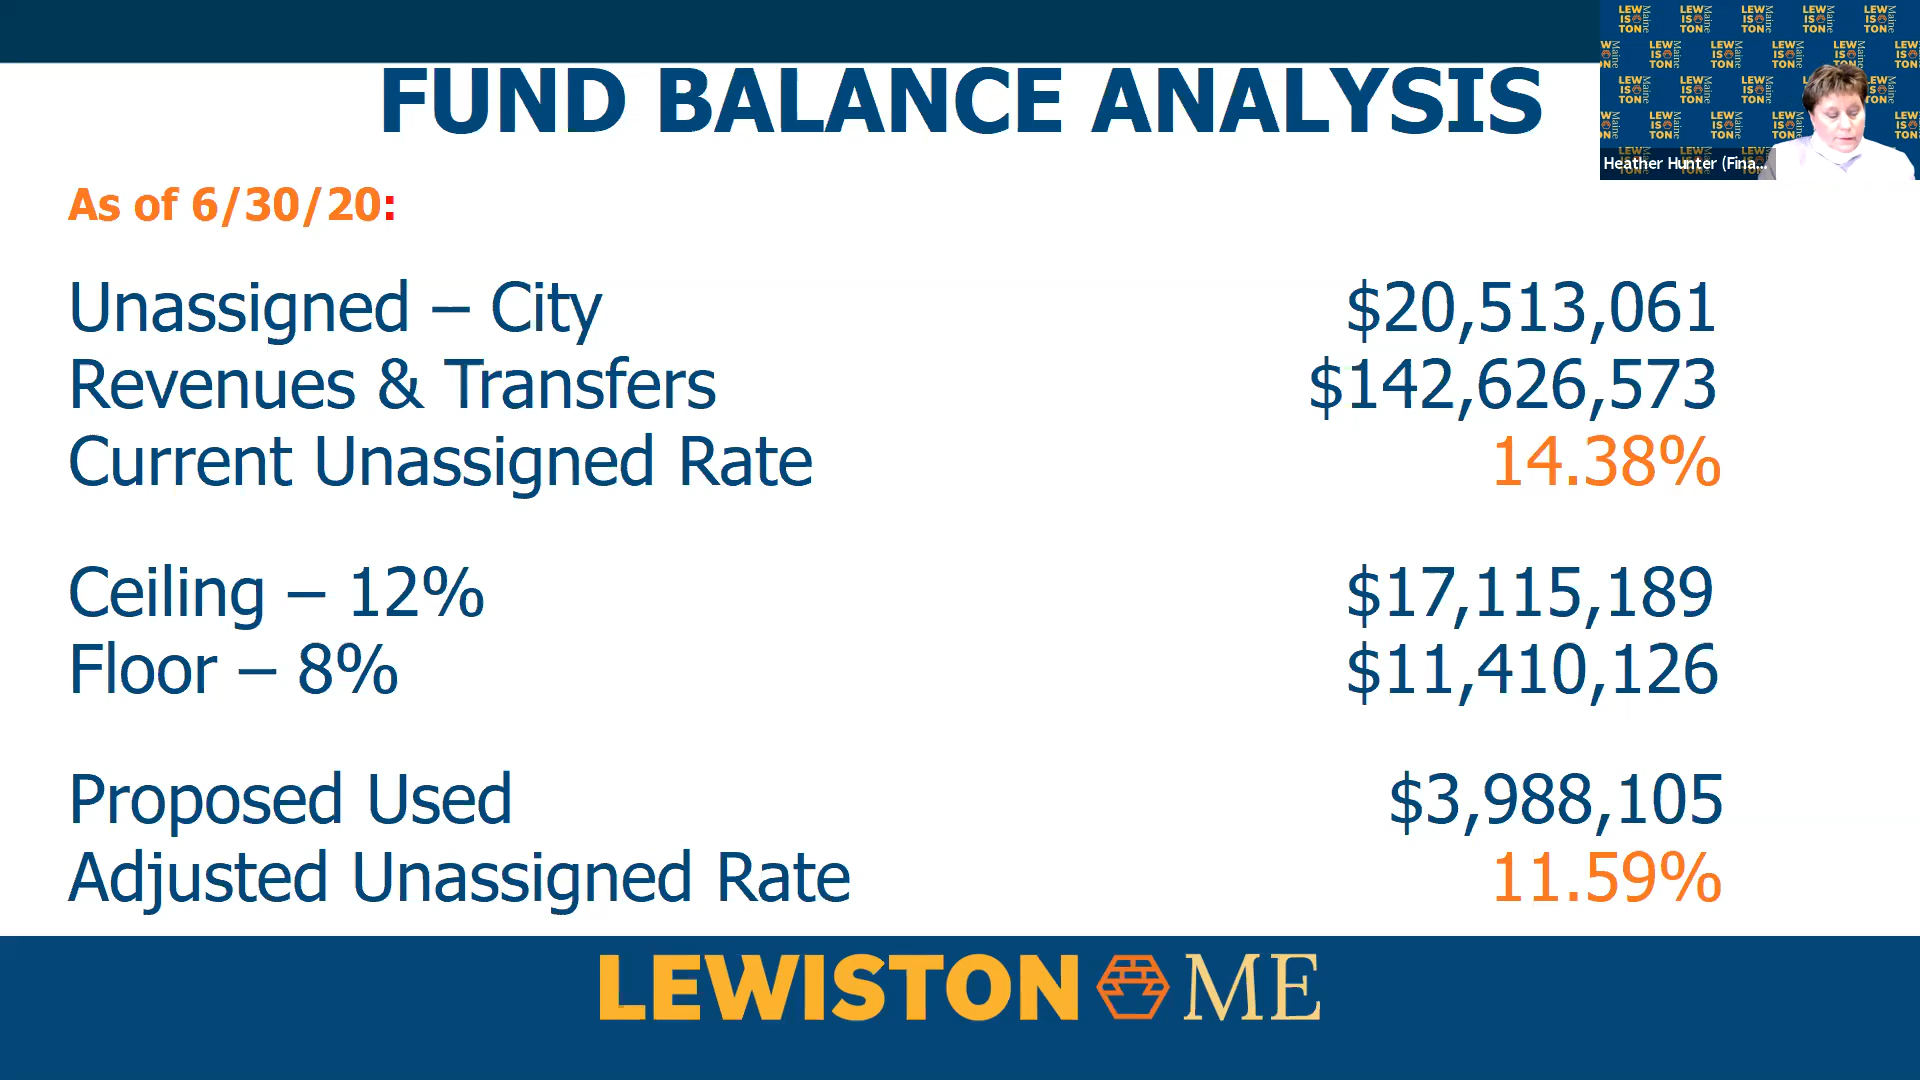 FUND BALANCE ANALYSIS
Heather Hunter (Fina...
As of 6/30/20:
Unassigned – City $20,513,061
Revenues & Transfers $142,626,573
Current Unassigned Rate 14.38%
Ceiling – 12% $17,115,189
Floor – 8% $11,410,126
Proposed Used $3,988,105
Adjusted Unassigned Rate 11.59%
LEWISTON ME